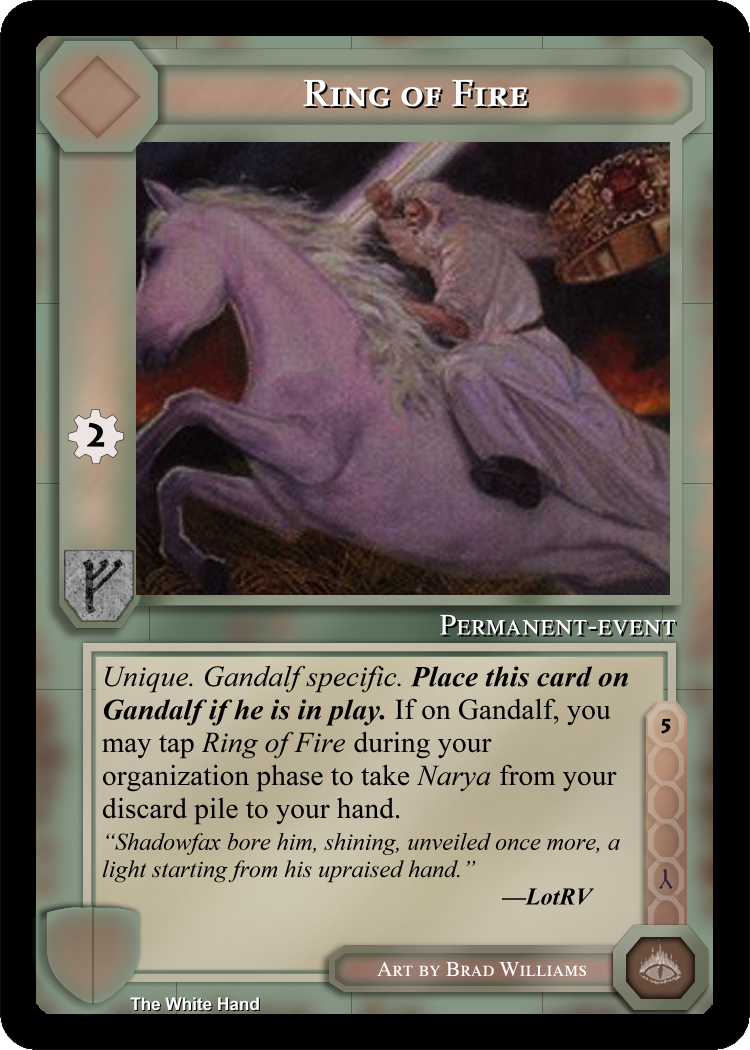 Ring of Fire
2
ᚠ
Permanent-event
Unique. Gandalf specific. Place this card on
Gandalf if he is in play. If on Gandalf, you
may tap Ring of Fire during your
organization phase to take Narya from your
discard pile to your hand.
“Shadowfax bore him, shining, unveiled once more, a
light starting from his upraised hand.”
—LotRV
5
⅄
Art by Brad Williams
The White Hand